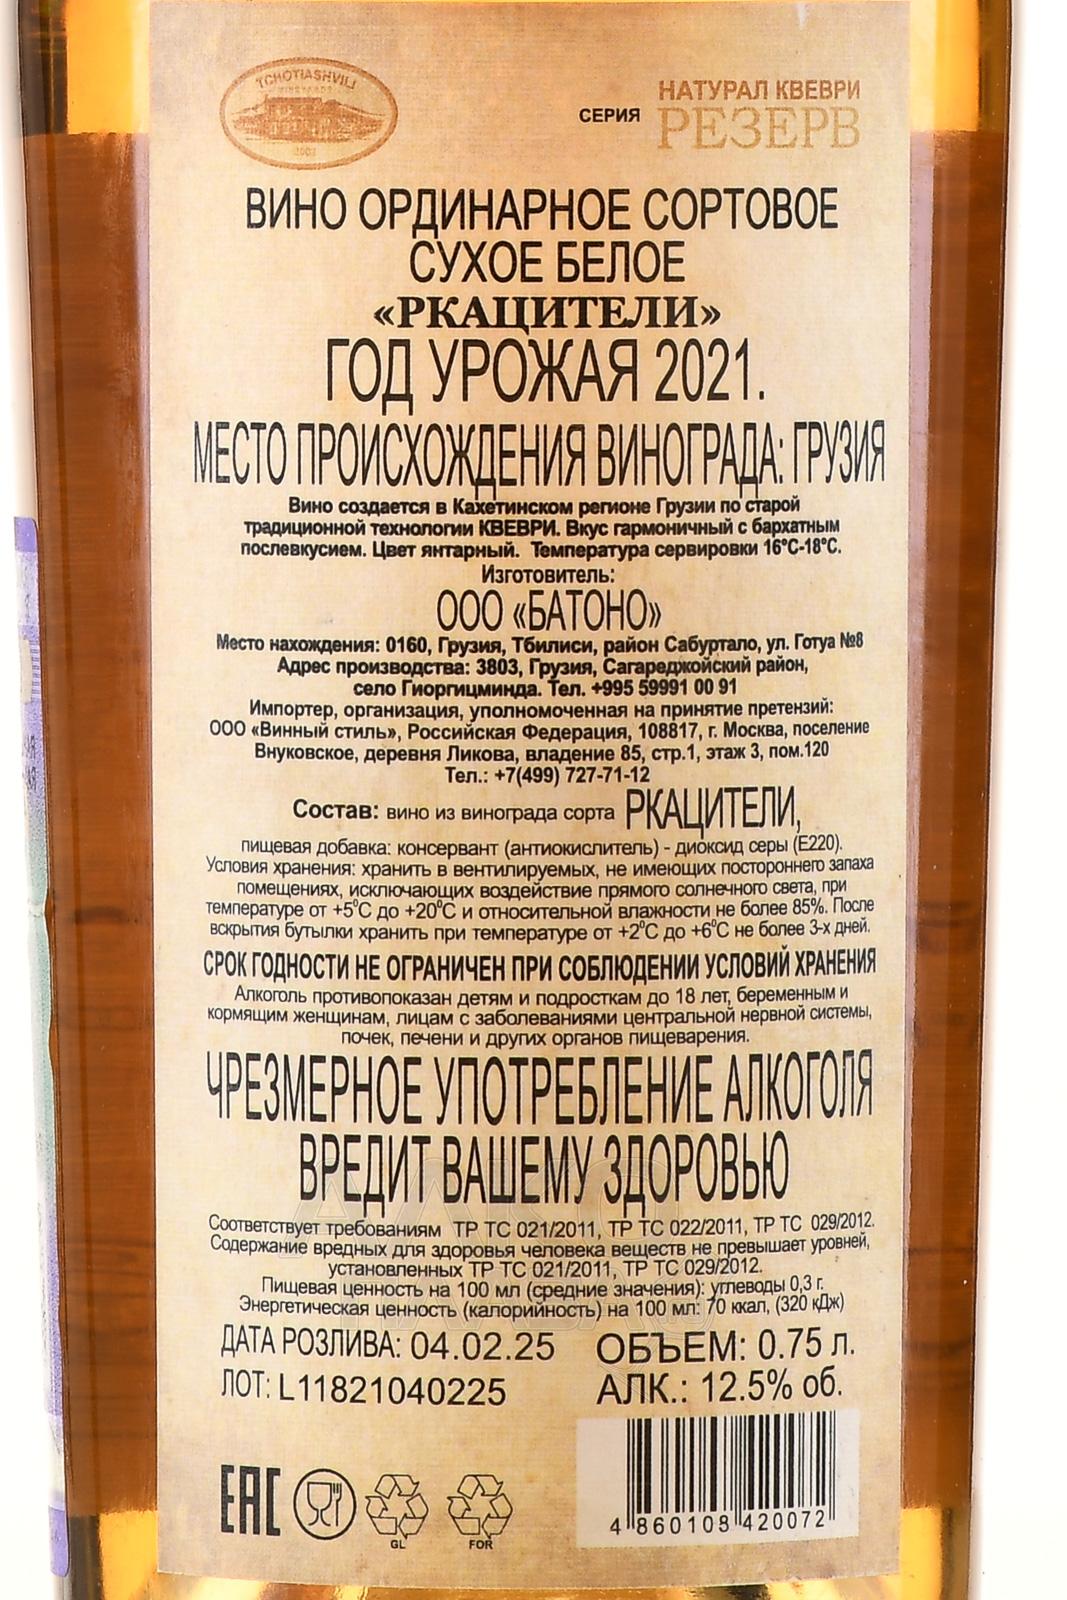 TCHOTIASHVILI
VINEYARDS
2003
СЕРИЯ
НАТУРАЛ КВЕВРИ
РЕЗЕРВ
ВИНО ОРДИНАРНОЕ СОРТОВОЕ
СУХОЕ БЕЛОЕ
«РКАЦИТЕЛИ»
ГОД УРОЖАЯ 2021.
МЕСТО ПРОИСХОЖДЕНИЯ ВИНОГРАДА: ГРУЗИЯ
Вино создается в Кахетинском регионе Грузии по старой
традиционной технологии КВЕВРИ. Вкус гармоничный с бархатным
послевкусием. Цвет янтарный. Температура сервировки 16°С-18°С.
Изготовитель:
ООО «БАТОНО»
Место нахождения: 0160, Грузия, Тбилиси, район Сабуртало, ул. Готуа №8
Адрес производства: 3803, Грузия, Сагареджойский район,
село Гиоргицминда. Тел. +995 59991 00 91
Импортер, организация, уполномоченная на принятие претензий:
ООО «Винный стиль», Российская Федерация, 108817, г. Москва, поселение
Внуковское, деревня Ликова, владение 85, стр.1, этаж 3, пом.120
Тел.: +7(499) 727-71-12
Состав: вино из винограда сорта РКАЦИТЕЛИ,
пищевая добавка: консервант (антиокислитель) - диоксид серы (Е220).
Условия хранения: хранить в вентилируемых, не имеющих постороннего запаха
помещениях, исключающих воздействие прямого солнечного света, при
температуре от +5⁰С до +20⁰С и относительной влажности не более 85%. После
вскрытия бутылки хранить при температуре от +2⁰С до +6⁰С не более 3-х дней.
СРОК ГОДНОСТИ НЕ ОГРАНИЧЕН ПРИ СОБЛЮДЕНИИ УСЛОВИЙ ХРАНЕНИЯ
Алкоголь противопоказан детям и подросткам до 18 лет, беременным и
кормящим женщинам, лицам с заболеваниями центральной нервной системы,
почек, печени и других органов пищеварения.
ЧРЕЗМЕРНОЕ УПОТРЕБЛЕНИЕ АЛКОГОЛЯ
ВРЕДИТ ВАШЕМУ ЗДОРОВЬЮ
Соответствует требованиям ТР ТС 021/2011, ТР ТС 022/2011, ТР ТС 029/2012.
Содержание вредных для здоровья человека веществ не превышает уровней,
установленных ТР ТС 021/2011, ТР ТС 029/2012.
Пищевая ценность на 100 мл (средние значения): углеводы 0,3 г.
Энергетическая ценность (калорийность) на 100 мл: 70 ккал, (320 кДж)
ДАТА РОЗЛИВА: 04.02.25 ОБЪЕМ: 0.75 л.
ЛОТ: L11821040225 АЛК.: 12.5% об.
EAC
GL
FOR
4 860108 420072